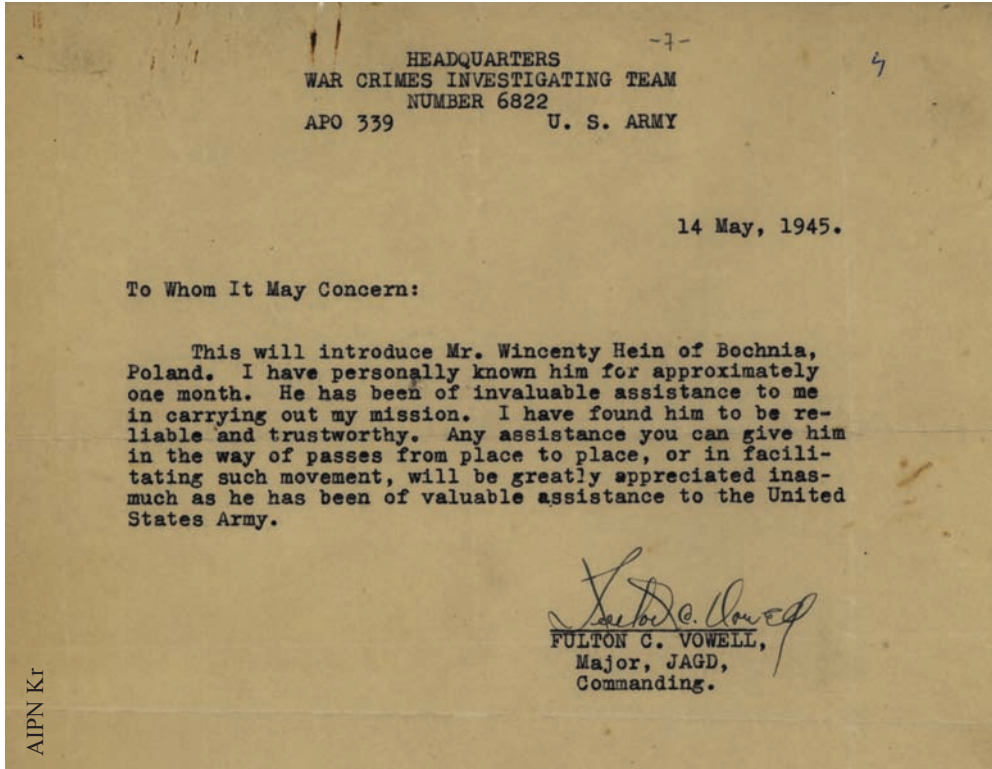 -7-
HEADQUARTERS
WAR CRIMES INVESTIGATING TEAM
NUMBER 6822
APO 339 U. S. ARMY
14 May, 1945.
To Whom It May Concern:
This will introduce Mr. Wincenty Hein of Bochnia,
Poland. I have personally known him for approximately
one month. He has been of invaluable assistance to me
in carrying out my mission. I have found him to be re-
liable and trustworthy. Any assistance you can give him
in the way of passes from place to place, or in facili-
tating such movement, will be greatly appreciated inas-
much as he has been of valuable assistance to the United
States Army.
Fulton C. Vowell
FULTON C. VOWELL,
Major, JAGD,
Commanding.
AIPN Kr